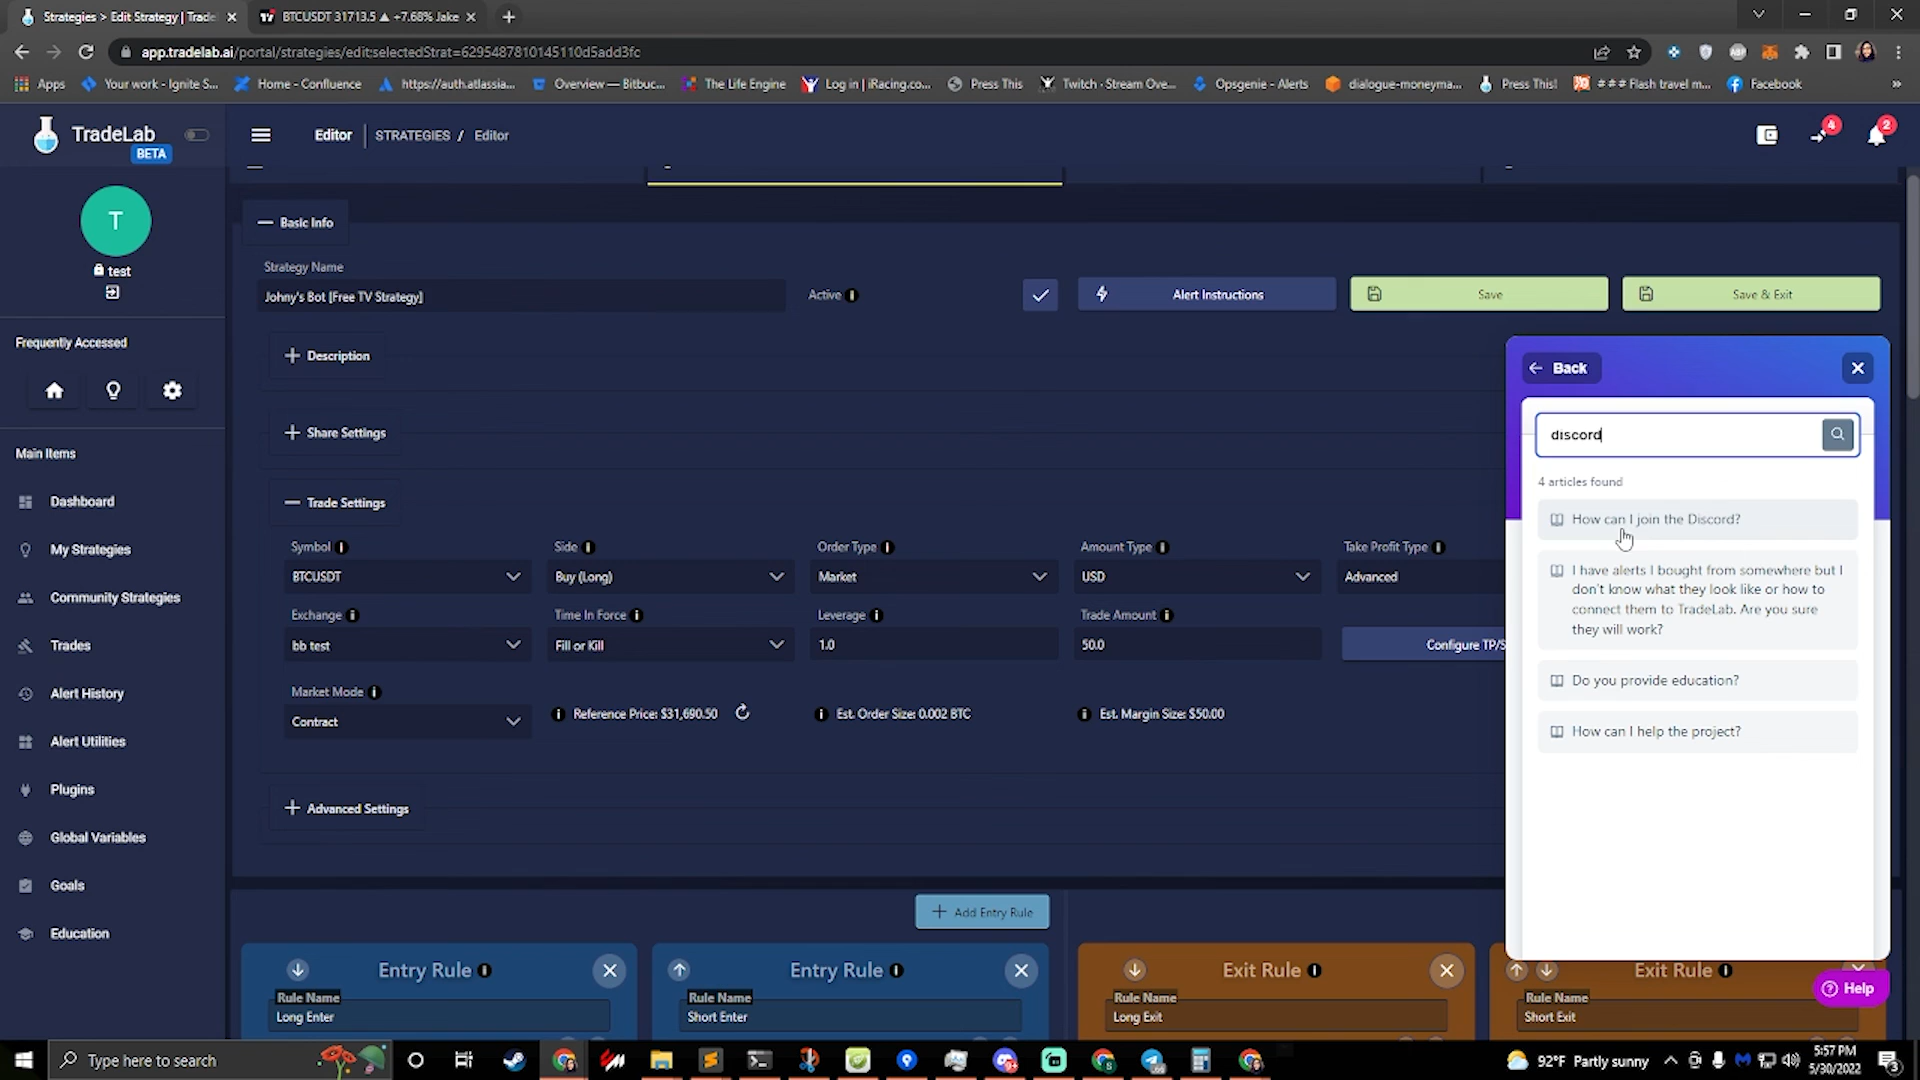 Strategies > Edit Strategy | Trade
BTCUSDT 31713.5 ▲ +7.68% Jake
app.tradelab.ai/portal/strategies/edit;selectedStrat=6295487810145110d5add3fc
Apps
Your work - Ignite S...
Home - Confluence
https://auth.atlassia...
Overview — Bitbuc...
The Life Engine
Log in | iRacing.co...
Press This
Twitch - Stream Ove...
Opsgenie - Alerts
dialogue-moneyma...
Press This!
###Flash travel m...
Facebook
»
TradeLab
BETA
Editor
STRATEGIES / Editor
4
2
T
test
Frequently Accessed
Main Items
Dashboard
My Strategies
Community Strategies
Trades
Alert History
Alert Utilities
Plugins
Global Variables
Goals
Education
Basic Info
Strategy Name
Johny's Bot [Free TV Strategy]
Active
Alert Instructions
Save
Save & Exit
Description
Share Settings
Trade Settings
Symbol
Side
Order Type
Amount Type
Take Profit Type
BTCUSDT
Buy (Long)
Market
USD
Advanced
Exchange
Time In Force
Leverage
Trade Amount
bb test
Fill or Kill
1.0
50.0
Configure TP/S
Market Mode
Contract
Reference Price: $31,690.50
Est. Order Size: 0.002 BTC
Est. Margin Size: $50.00
Advanced Settings
Add Entry Rule
Entry Rule
Rule Name
Long Enter
Entry Rule
Rule Name
Short Enter
Exit Rule
Rule Name
Long Exit
Exit Rule
Rule Name
Short Exit
Back
discord
4 articles found
How can I join the Discord?
I have alerts I bought from somewhere but I
don't know what they look like or how to
connect them to TradeLab. Are you sure
they will work?
Do you provide education?
How can I help the project?
Help
Type here to search
92°F Partly sunny
5:57 PM
5/30/2022
3